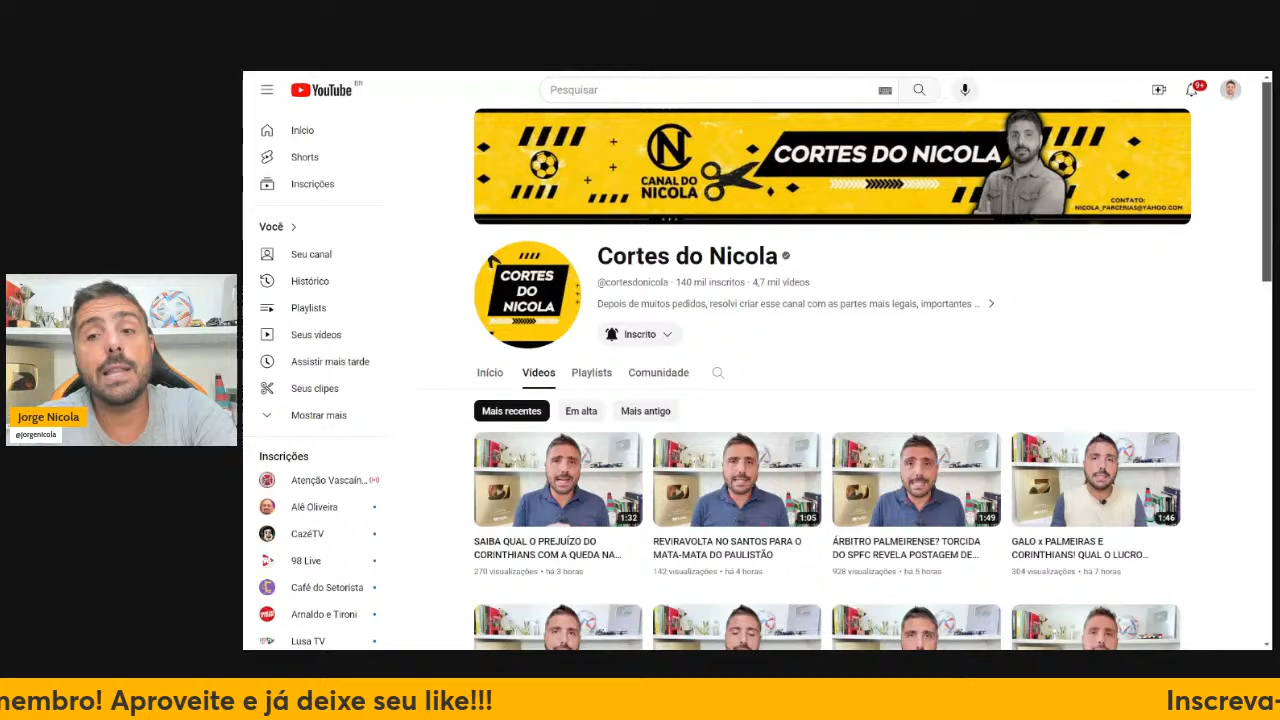 YouTube BR
Pesquisar
9+
Início
Shorts
Inscrições
Você
Seu canal
Histórico
Playlists
Seus vídeos
Assistir mais tarde
Seus clipes
Mostrar mais
Inscrições
Atenção Vascaín...
Alê Oliveira
CazéTV
98 Live
Café do Setorista
Arnaldo e Tironi
Lusa TV
N
CANAL DO
NICOLA
CORTES DO NICOLA
CONTATO:
NICOLA_PARCERIAS@YAHOO.COM
CORTES
DO
NICOLA
Cortes do Nicola
@cortesdonicola · 140 mil inscritos · 4,7 mil vídeos
Depois de muitos pedidos, resolvi criar esse canal com as partes mais legais, importantes ...
Inscrito
Início Vídeos Playlists Comunidade
Mais recentes Em alta Mais antigo
1:32
SAIBA QUAL O PREJUÍZO DO
CORINTHIANS COM A QUEDA NA...
270 visualizações • há 3 horas
1:05
REVIRAVOLTA NO SANTOS PARA O
MATA-MATA DO PAULISTÃO
142 visualizações • há 4 horas
1:49
ÁRBITRO PALMEIRENSE? TORCIDA
DO SPFC REVELA POSTAGEM DE...
928 visualizações • há 5 horas
1:46
GALO x PALMEIRAS E
CORINTHIANS! QUAL O LUCRO...
304 visualizações • há 7 horas
Jorge Nicola
@jorgenicola
membro! Aproveite e já deixe seu like!!!
Inscreva-